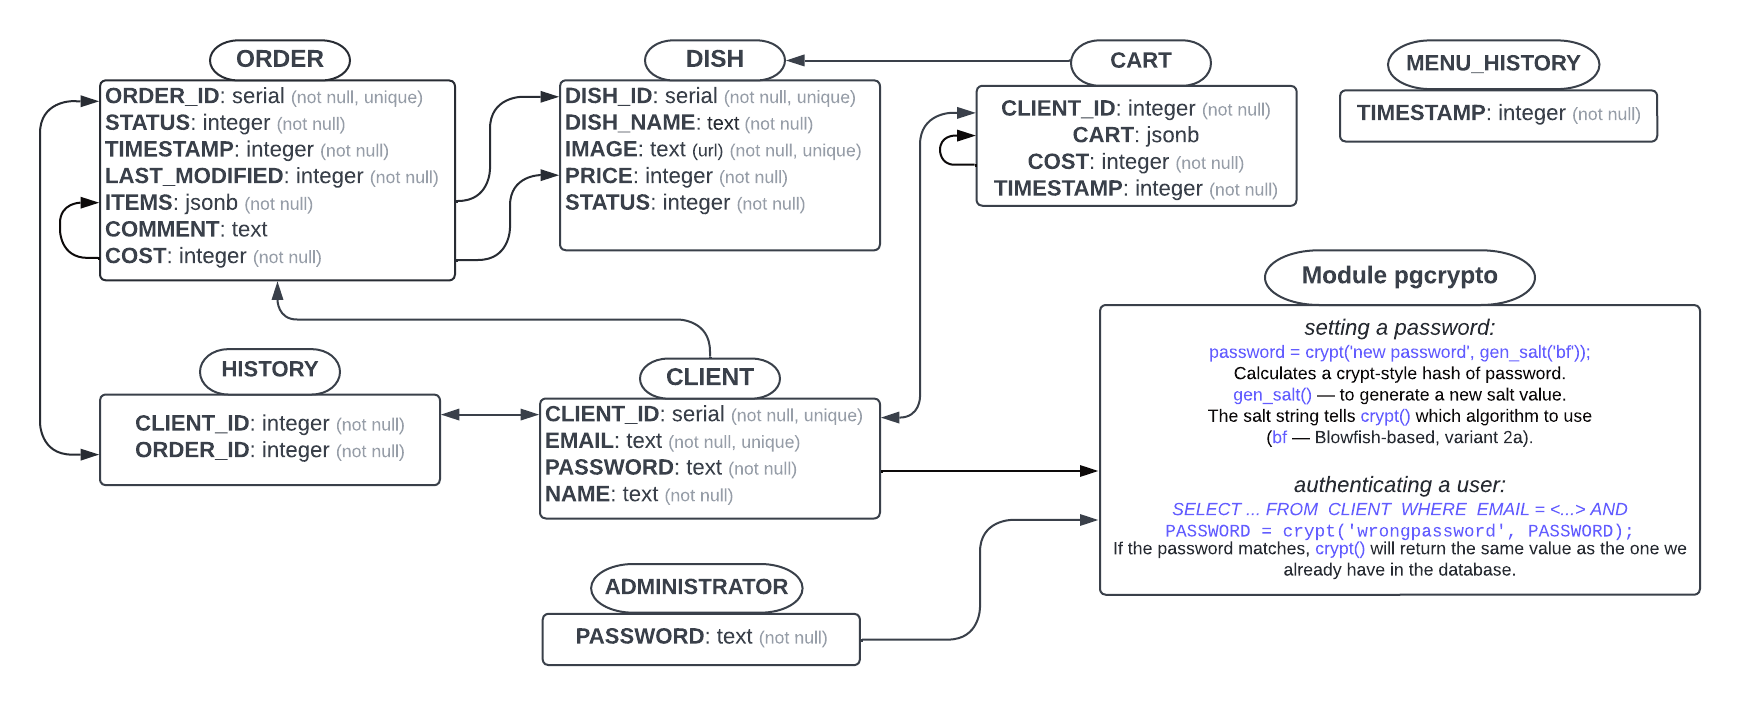 ORDER
ORDER_ID: serial (not null, unique)
STATUS: integer (not null)
TIMESTAMP: integer (not null)
LAST_MODIFIED: integer (not null)
ITEMS: jsonb (not null)
COMMENT: text
COST: integer (not null)
DISH
DISH_ID: serial (not null, unique)
DISH_NAME: text (not null)
IMAGE: text (url) (not null, unique)
PRICE: integer (not null)
STATUS: integer (not null)
CART
CLIENT_ID: integer (not null)
CART: jsonb
COST: integer (not null)
TIMESTAMP: integer (not null)
MENU_HISTORY
TIMESTAMP: integer (not null)
HISTORY
CLIENT_ID: integer (not null)
ORDER_ID: integer (not null)
CLIENT
CLIENT_ID: serial (not null, unique)
EMAIL: text (not null, unique)
PASSWORD: text (not null)
NAME: text (not null)
Module pgcrypto
setting a password:
password = crypt('new password', gen_salt('bf'));
Calculates a crypt-style hash of password.
gen_salt() — to generate a new salt value.
The salt string tells crypt() which algorithm to use
(bf — Blowfish-based, variant 2a).
authenticating a user:
SELECT ... FROM CLIENT WHERE EMAIL = <...> AND
PASSWORD = crypt('wrongpassword', PASSWORD);
If the password matches, crypt() will return the same value as the one we
already have in the database.
ADMINISTRATOR
PASSWORD: text (not null)